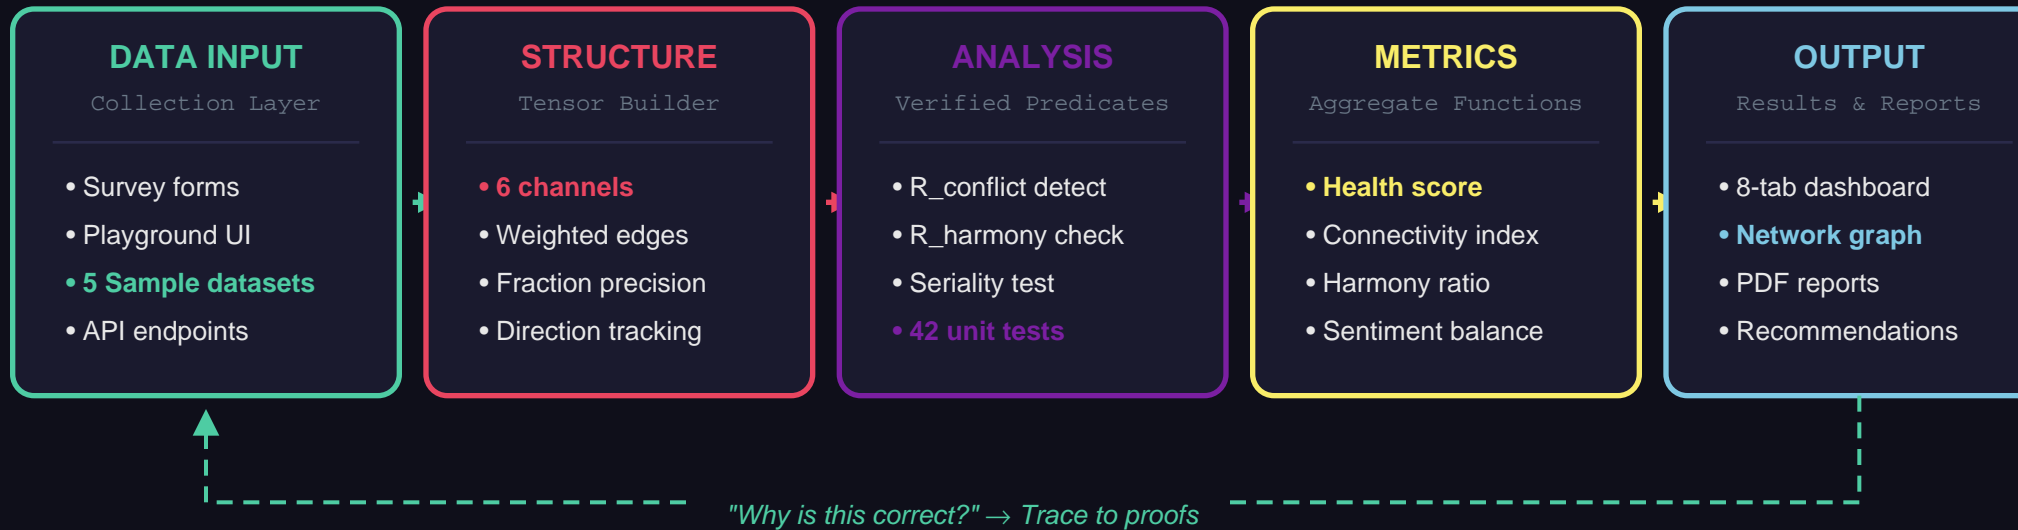 DATA INPUT
Collection Layer
• Survey forms
• Playground UI
• 5 Sample datasets
• API endpoints
STRUCTURE
Tensor Builder
• 6 channels
• Weighted edges
• Fraction precision
• Direction tracking
ANALYSIS
Verified Predicates
• R_conflict detect
• R_harmony check
• Seriality test
• 42 unit tests
METRICS
Aggregate Functions
• Health score
• Connectivity index
• Harmony ratio
• Sentiment balance
OUTPUT
Results & Reports
• 8-tab dashboard
• Network graph
• PDF reports
• Recommendations
"Why is this correct?" → Trace to proofs